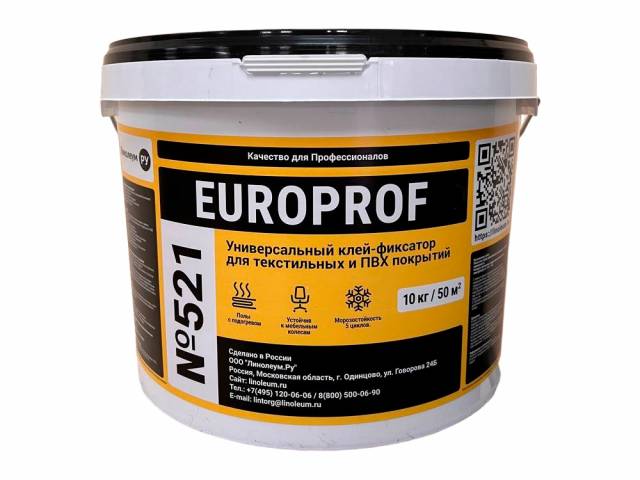 Линолеум.Ру
Качество для Профессионалов
EUROPROF
№521
Универсальный клей-фиксатор
для текстильных и ПВХ покрытий
10 кг / 50 м²
Полы
с подогревом
Устойчив
к мебельным
колесам
Морозостойкость
5 циклов
Сделано в России
ООО "Линолеум.Ру"
Россия, Московская область, г. Одинцово, ул. Говорова 24Б
Сайт: linoleum.ru
Тел.: +7(495) 120-06-06 / 8(800) 500-06-90
E-mail: lintorg@linoleum.ru